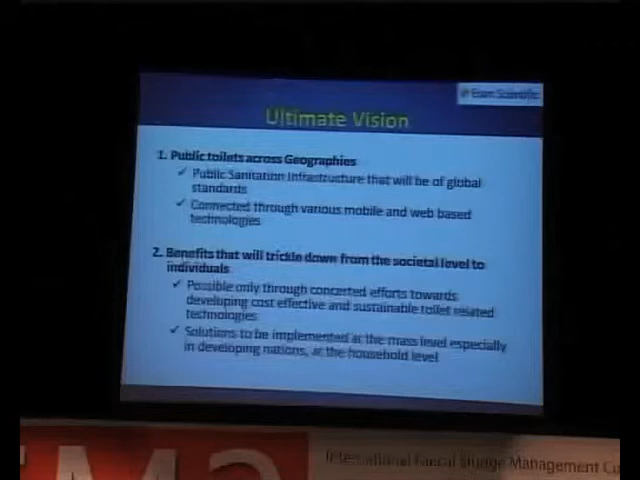 Eram Scientific
Ultimate Vision
1. Public toilets across Geographies
✓ Public Sanitation Infrastructure that will be of global
standards
✓ Connected through various mobile and web based
technologies
2. Benefits that will trickle down from the societal level to
individuals
✓ Possible only through concerted efforts towards
developing cost effective and sustainable toilet related
technologies
✓ Solutions to be implemented at the mass level especially
in developing nations, at the household level
International Faecal Sludge Management